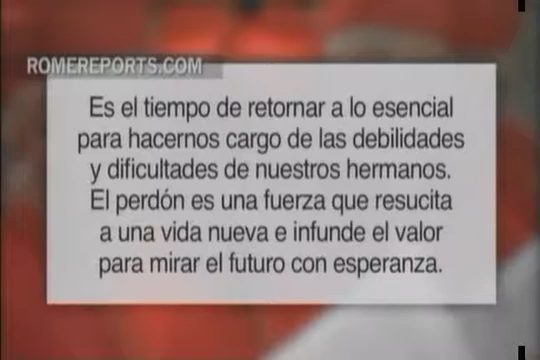 ROMEREPORTS.COM
Es el tiempo de retornar a lo esencial
para hacernos cargo de las debilidades
y dificultades de nuestros hermanos.
El perdón es una fuerza que resucita
a una vida nueva e infunde el valor
para mirar el futuro con esperanza.